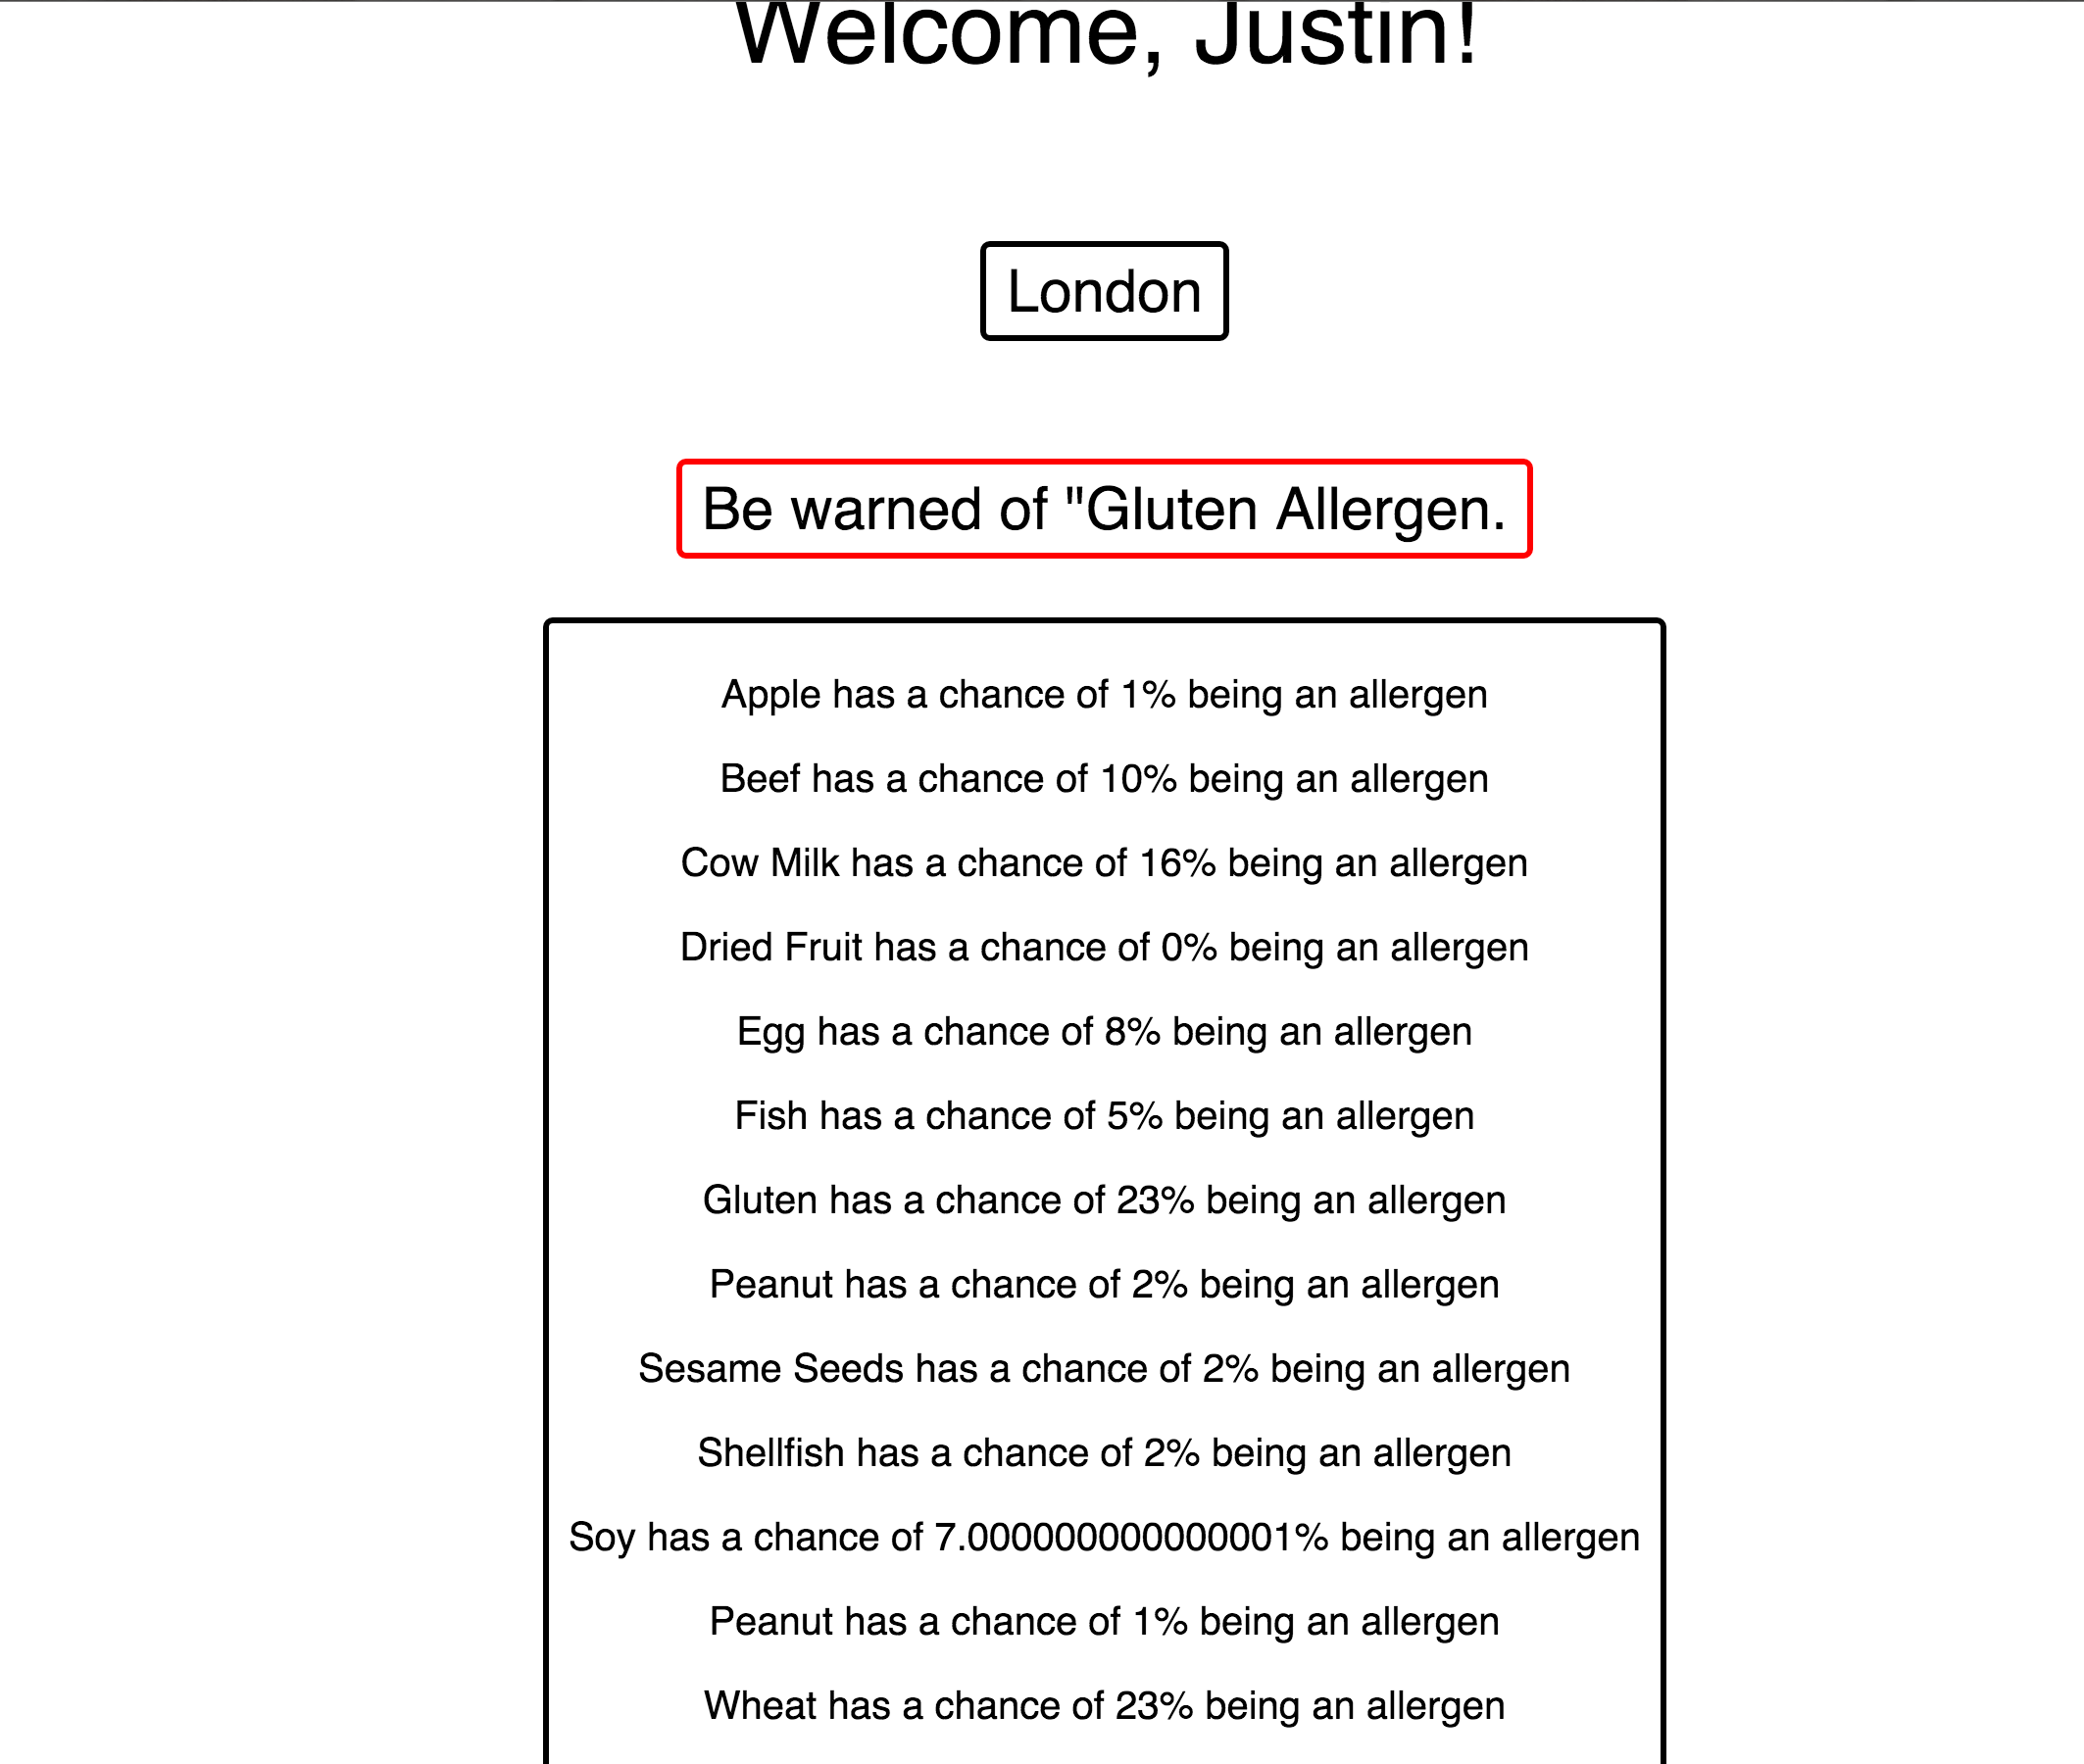 Welcome, Justin!
London
Be warned of "Gluten Allergen.
Apple has a chance of 1% being an allergen
Beef has a chance of 10% being an allergen
Cow Milk has a chance of 16% being an allergen
Dried Fruit has a chance of 0% being an allergen
Egg has a chance of 8% being an allergen
Fish has a chance of 5% being an allergen
Gluten has a chance of 23% being an allergen
Peanut has a chance of 2% being an allergen
Sesame Seeds has a chance of 2% being an allergen
Shellfish has a chance of 2% being an allergen
Soy has a chance of 7.000000000000001% being an allergen
Peanut has a chance of 1% being an allergen
Wheat has a chance of 23% being an allergen